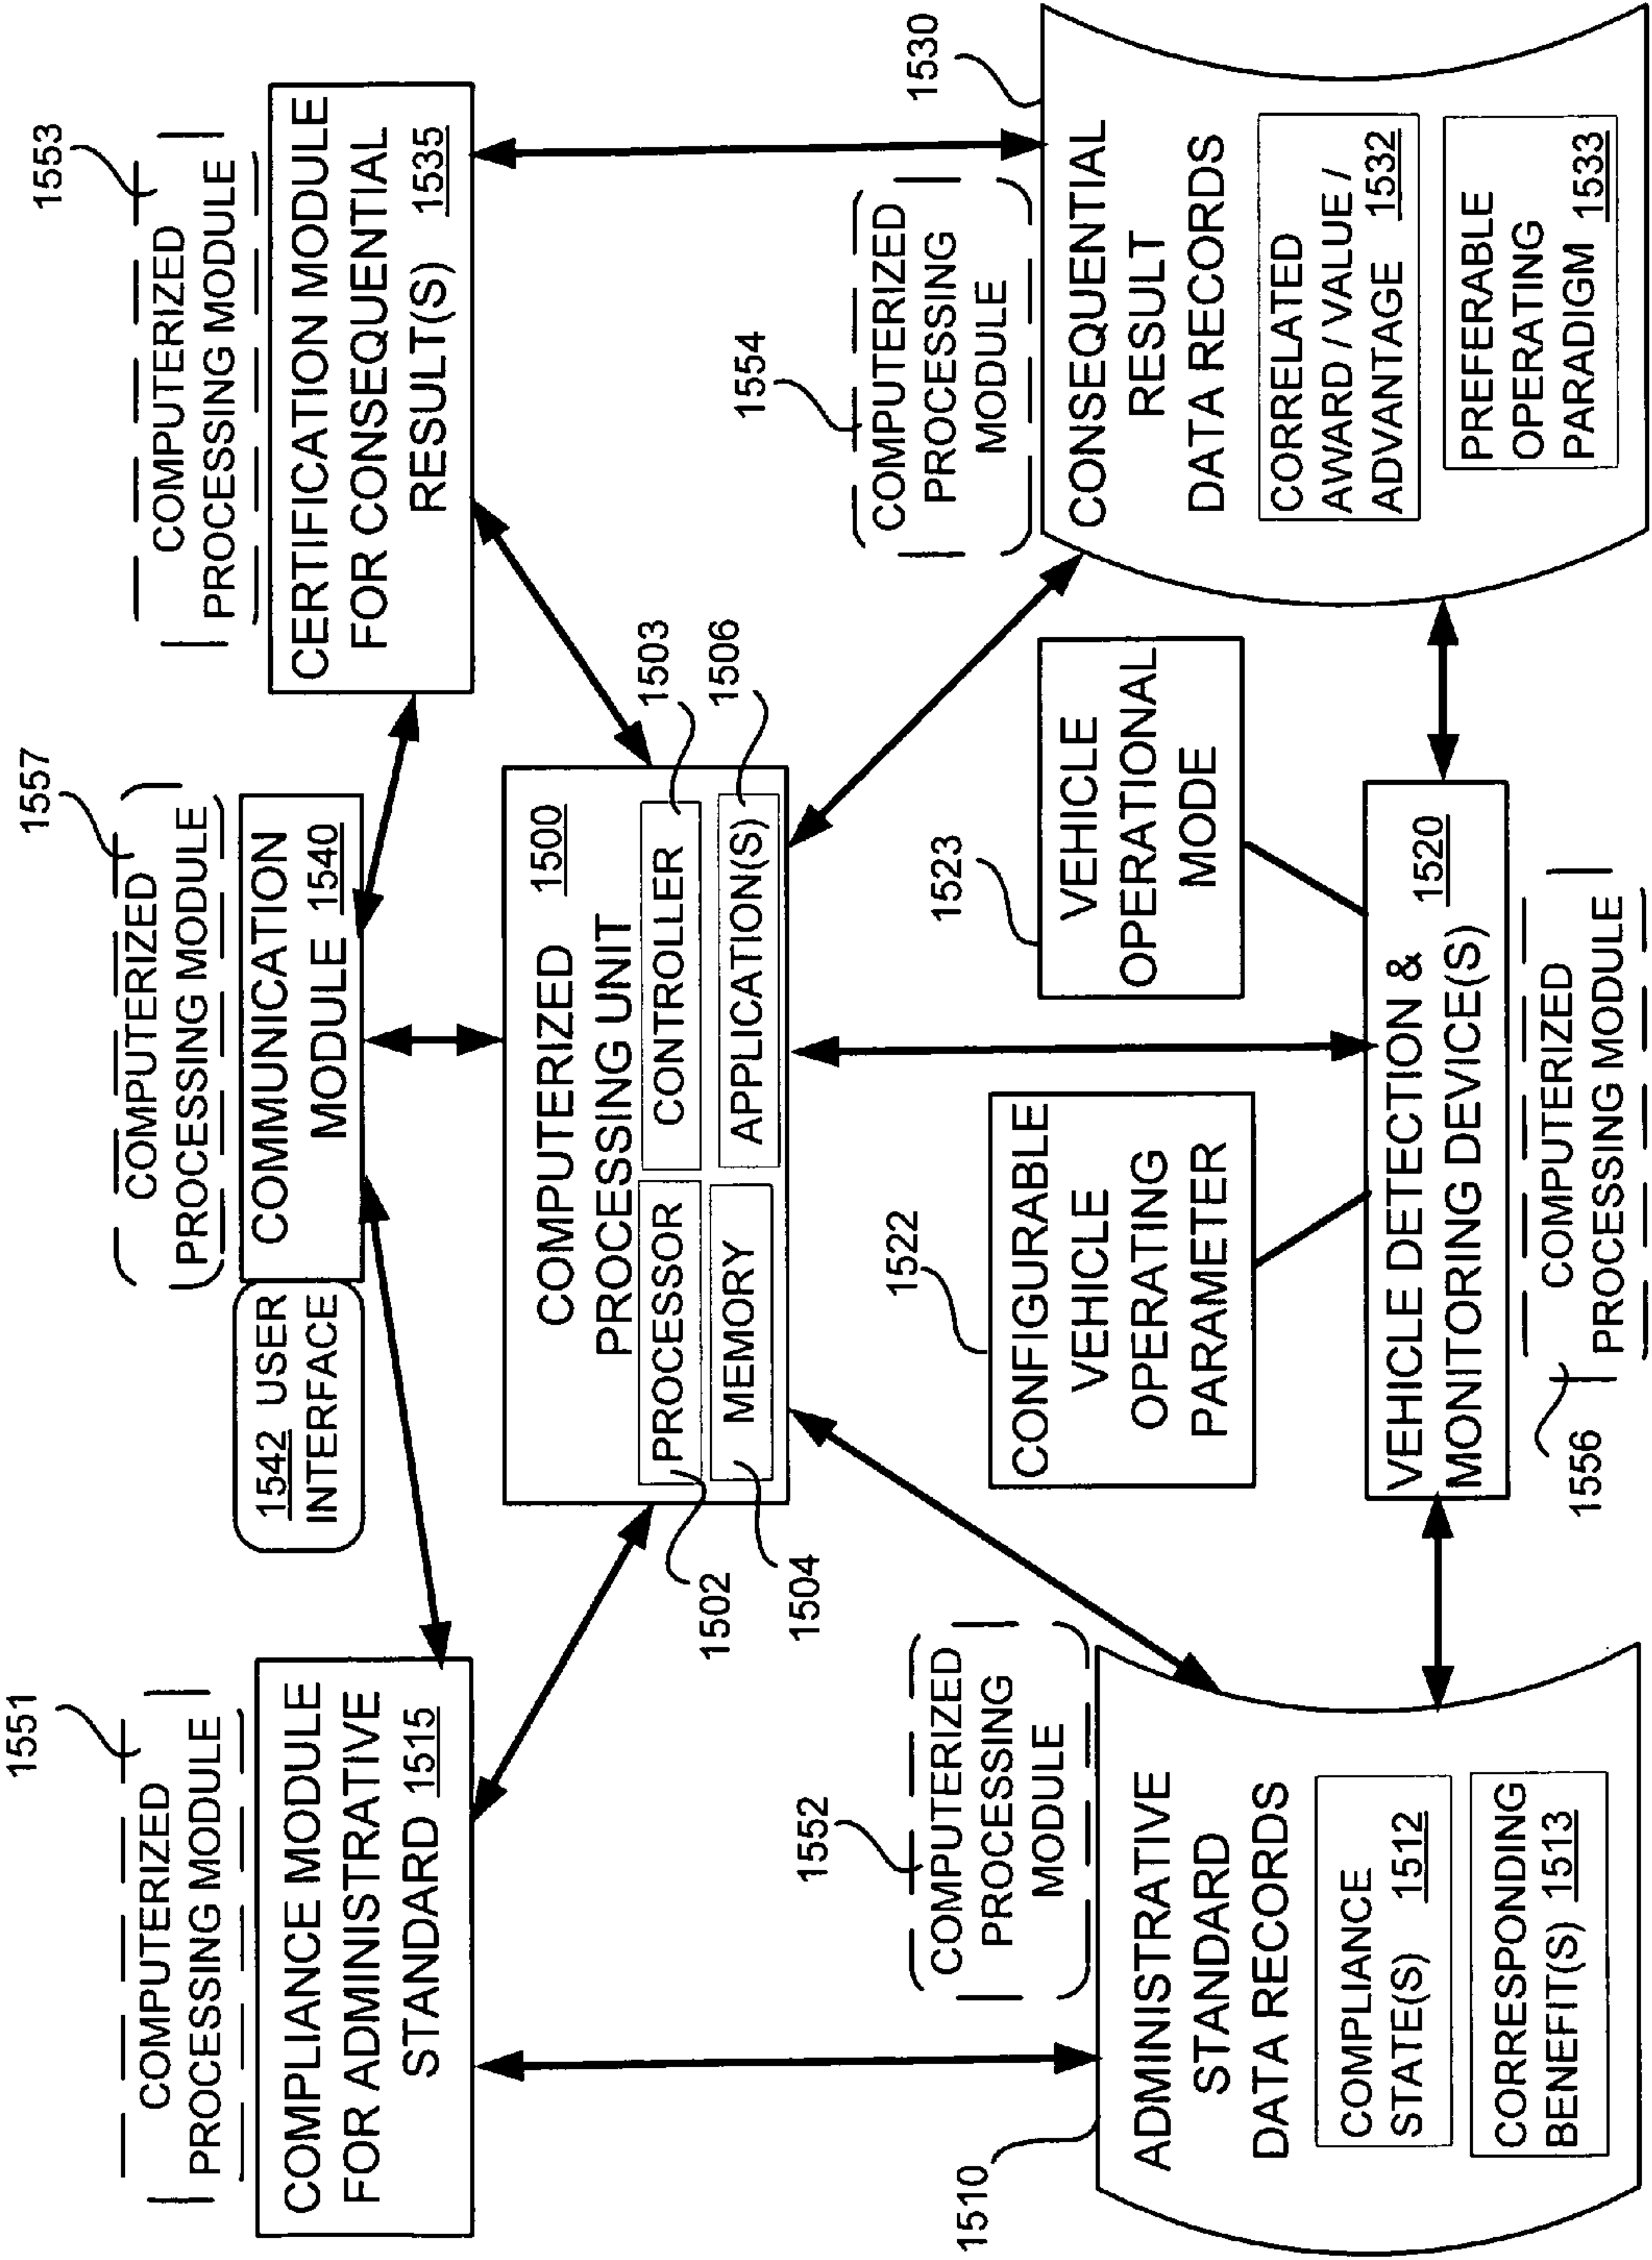 1551
COMPUTERIZED
PROCESSING MODULE
COMPLIANCE MODULE
FOR ADMINISTRATIVE
STANDARD 1515
1557
COMPUTERIZED
PROCESSING MODULE
1542 USER
INTERFACE
COMMUNICATION
MODULE 1540
1553
COMPUTERIZED
PROCESSING MODULE
CERTIFICATION MODULE
FOR CONSEQUENTIAL
RESULT(S) 1535
COMPUTERIZED 1500
PROCESSING UNIT
PROCESSOR
CONTROLLER
MEMORY
APPLICATION(S)
1502
1504
1503
1506
1552
COMPUTERIZED
PROCESSING
MODULE
1510
ADMINISTRATIVE
STANDARD
DATA RECORDS
COMPLIANCE
STATE(S) 1512
CORRESPONDING
BENEFIT(S) 1513
1522
CONFIGURABLE
VEHICLE
OPERATING
PARAMETER
1523
VEHICLE
OPERATIONAL
MODE
VEHICLE DETECTION &
MONITORING DEVICE(S) 1520
1556
COMPUTERIZED
PROCESSING MODULE
1554
COMPUTERIZED
PROCESSING
MODULE
1530
CONSEQUENTIAL
RESULT
DATA RECORDS
CORRELATED
AWARD / VALUE /
ADVANTAGE 1532
PREFERABLE
OPERATING
PARADIGM 1533